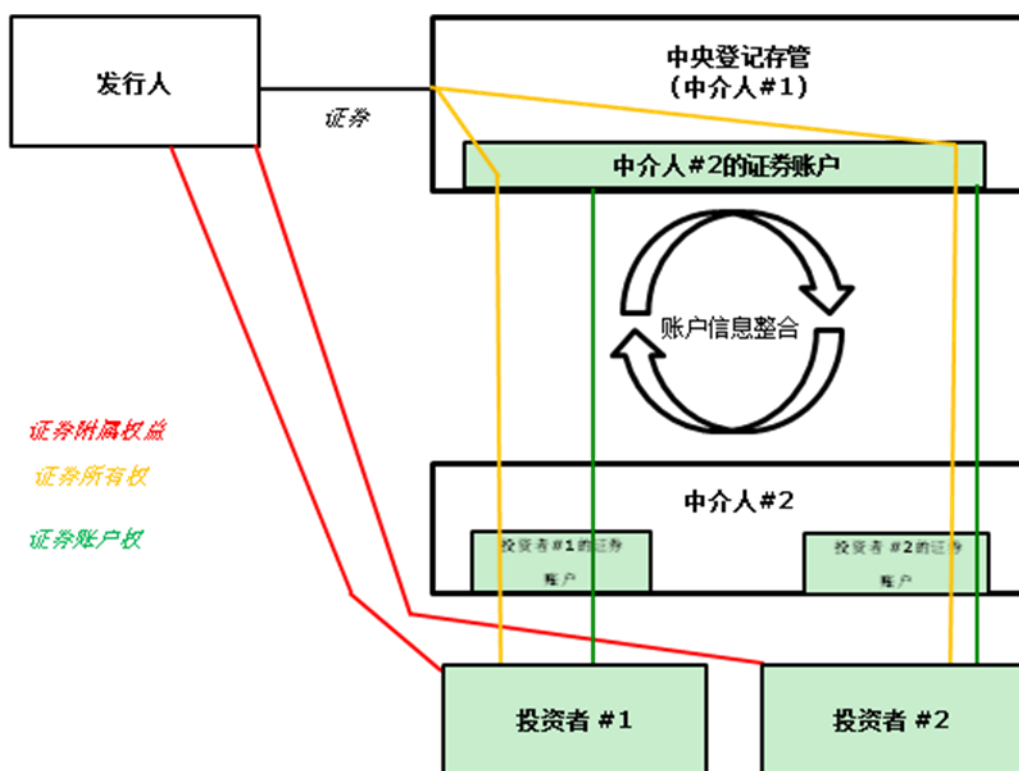 发行人
中央登记存管
（中介人#1）
证券
中介人#2的证券账户
账户信息整合
证券附属权益
证券所有权
证券账户权
中介人#2
投资者#1的证券
账户
投资者#2的证券
账户
投资者 #1
投资者 #2